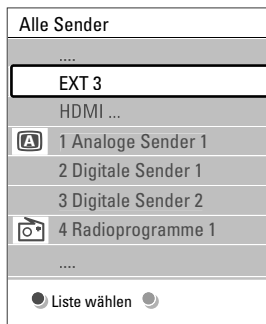 Alle Sender
....
EXT 3
HDMI ...
A 1 Analoge Sender 1
2 Digitale Sender 1
3 Digitale Sender 2
4 Radioprogramme 1
....
Liste wählen